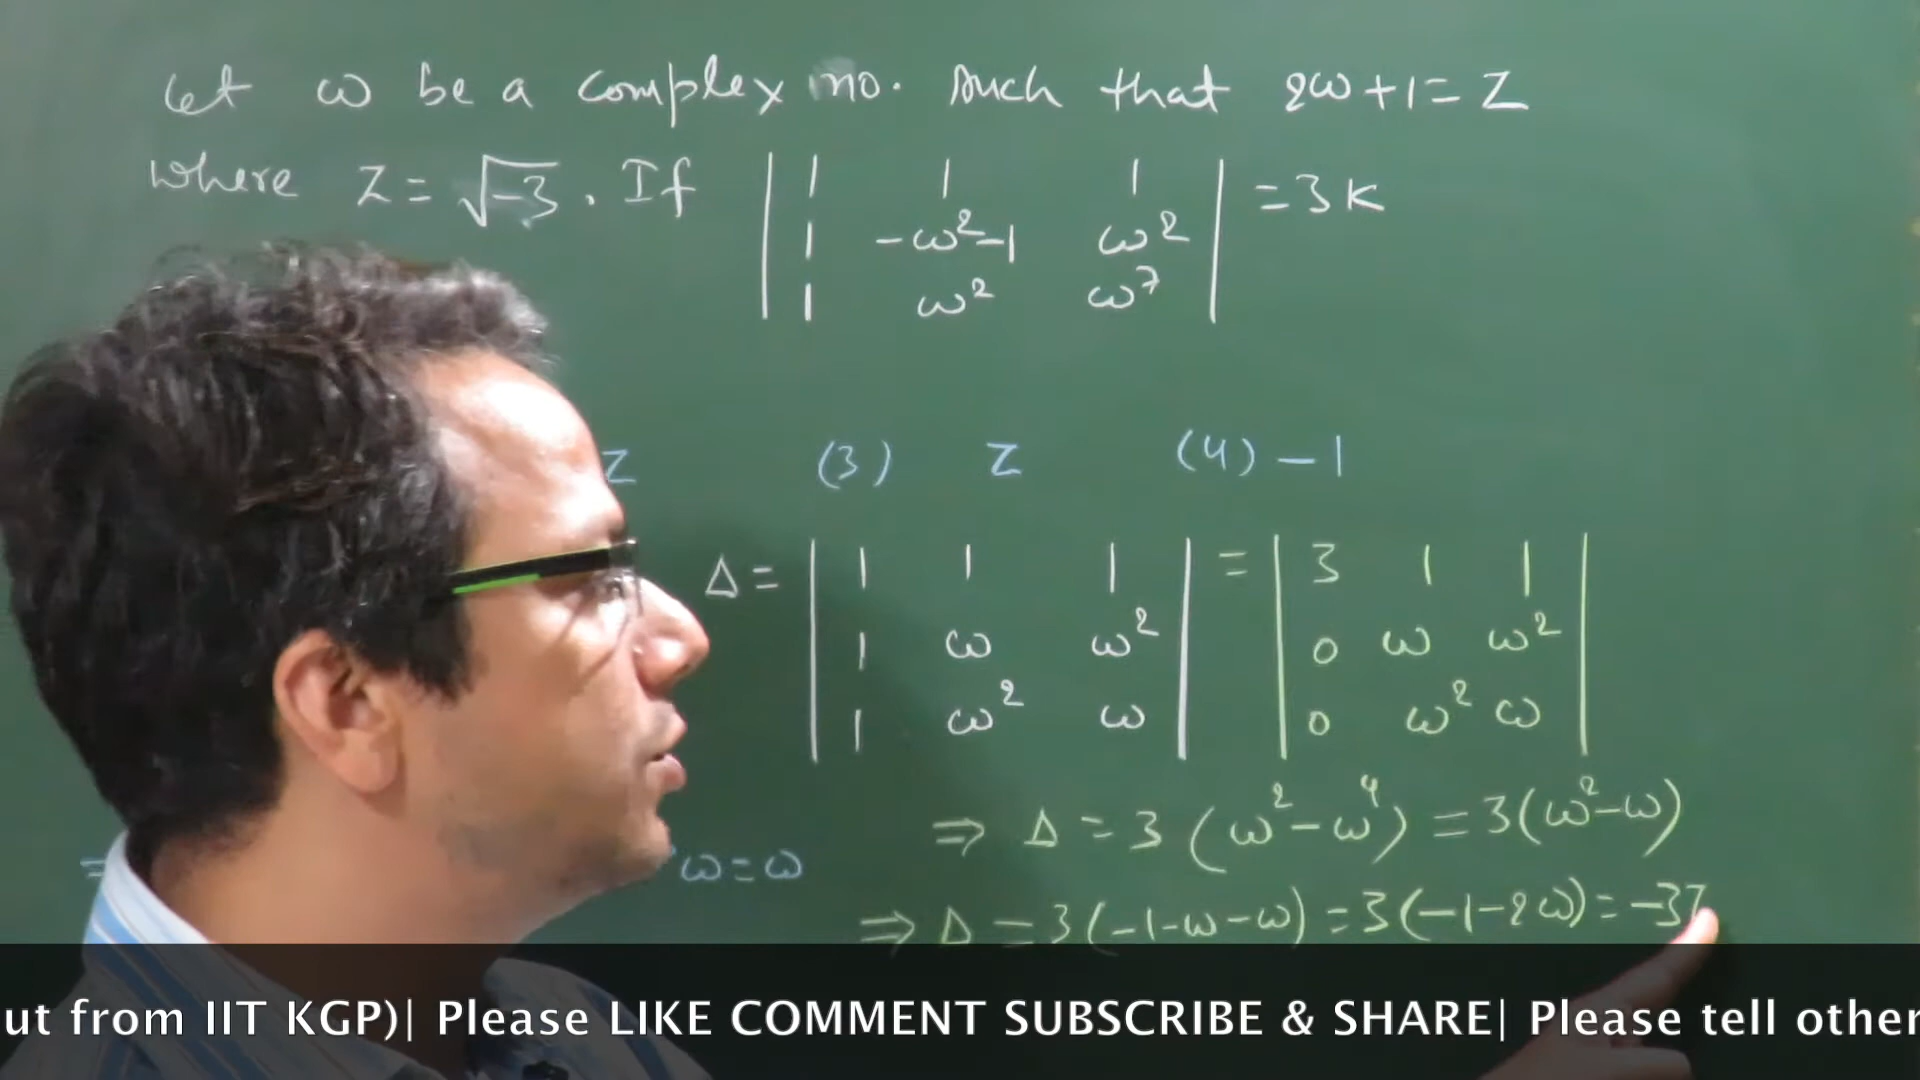 Let ω be a complex no. such that 2ω+1=Z
where Z=√-3. If | 1 1 1 | =3K
| 1 -ω²-1 ω² |
| 1 ω² ω⁷ |
Z (3) Z (4) -1
Δ= | 1 1 1 | = | 3 1 1 |
| 1 ω ω² | | 0 ω ω² |
| 1 ω² ω | | 0 ω² ω |
⇒ Δ = 3(ω²-ω⁴) = 3(ω²-ω)
= ω=ω
⇒ Δ = 3(-1-ω-ω) = 3(-1-2ω) = -3Z
ut from IIT KGP)| Please LIKE COMMENT SUBSCRIBE & SHARE| Please tell other